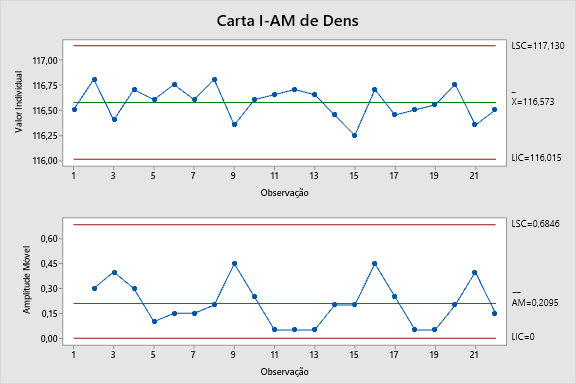 Carta I-AM de Dens
Valor Individual
117,00
116,75
116,50
116,25
116,00
LSC=117,130
_
X=116,573
LIC=116,015
1 3 5 7 9 11 13 15 17 19 21
Observação
Amplitude Móvel
0,60
0,45
0,30
0,15
0,00
LSC=0,6846
__
AM=0,2095
LIC=0
1 3 5 7 9 11 13 15 17 19 21
Observação